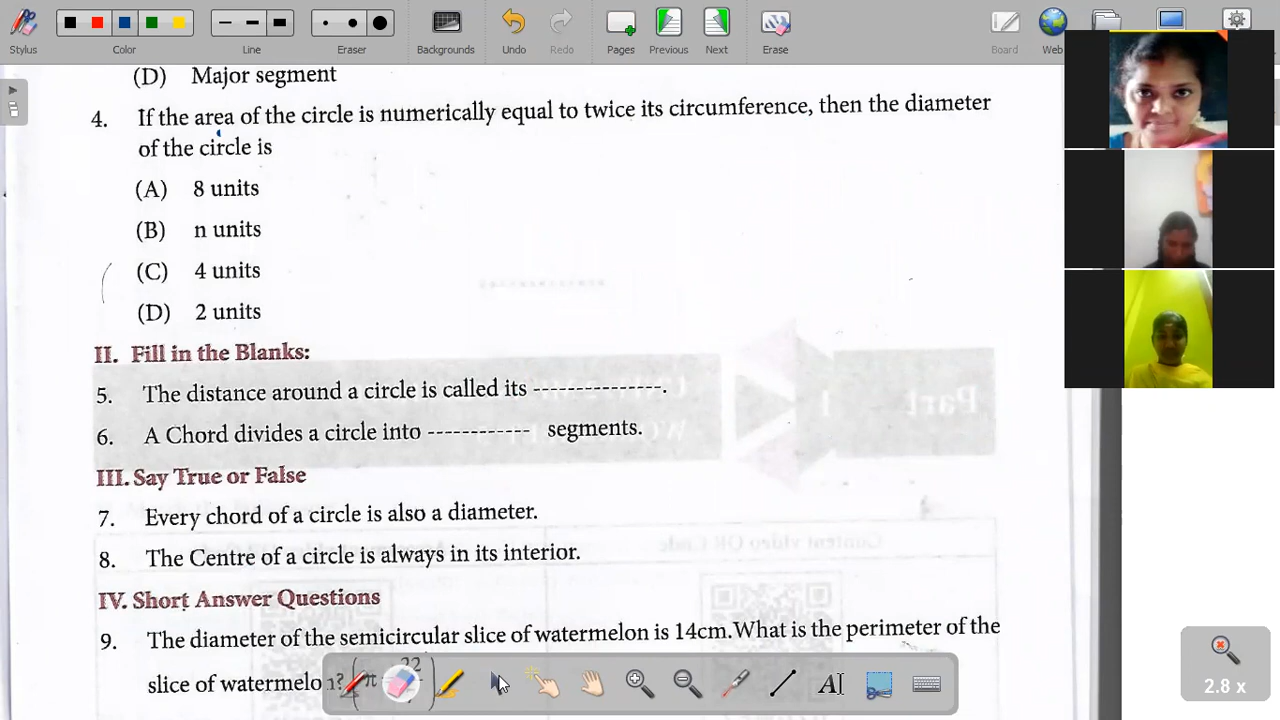 Stylus
Color
Line
Eraser
Backgrounds
Undo
Redo
Pages
Previous
Next
Erase
Board
Web
(D) Major segment
4. If the area of the circle is numerically equal to twice its circumference, then the diameter
of the circle is
(A) 8 units
(B) n units
(C) 4 units
(D) 2 units
II. Fill in the Blanks:
5. The distance around a circle is called its ---------------.
6. A Chord divides a circle into ------------ segments.
III. Say True or False
7. Every chord of a circle is also a diameter.
8. The Centre of a circle is always in its interior.
IV. Short Answer Questions
9. The diameter of the semicircular slice of watermelon is 14cm.What is the perimeter of the
slice of watermelon? (π 22
2.8 x